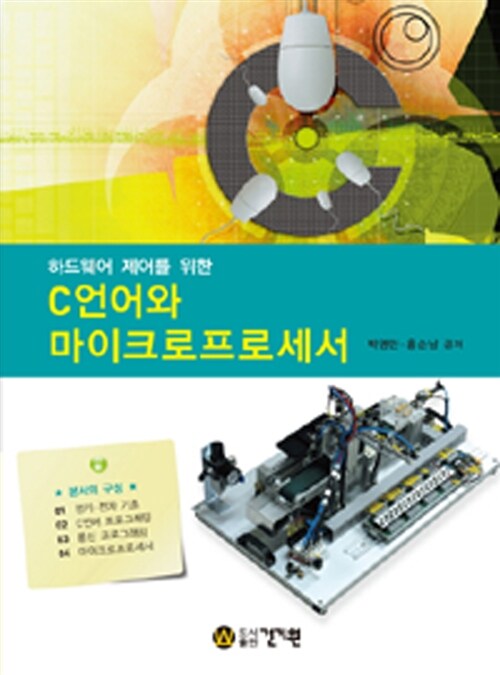 하드웨어 제어를 위한
C언어와
마이크로프로세서
박영민·홍순남 공저
★ 본서의 구성 ★
01 전기·전자 기초
02 C언어 프로그래밍
03 통신 프로그래밍
04 마이크로프로세서
도서출판 건기원